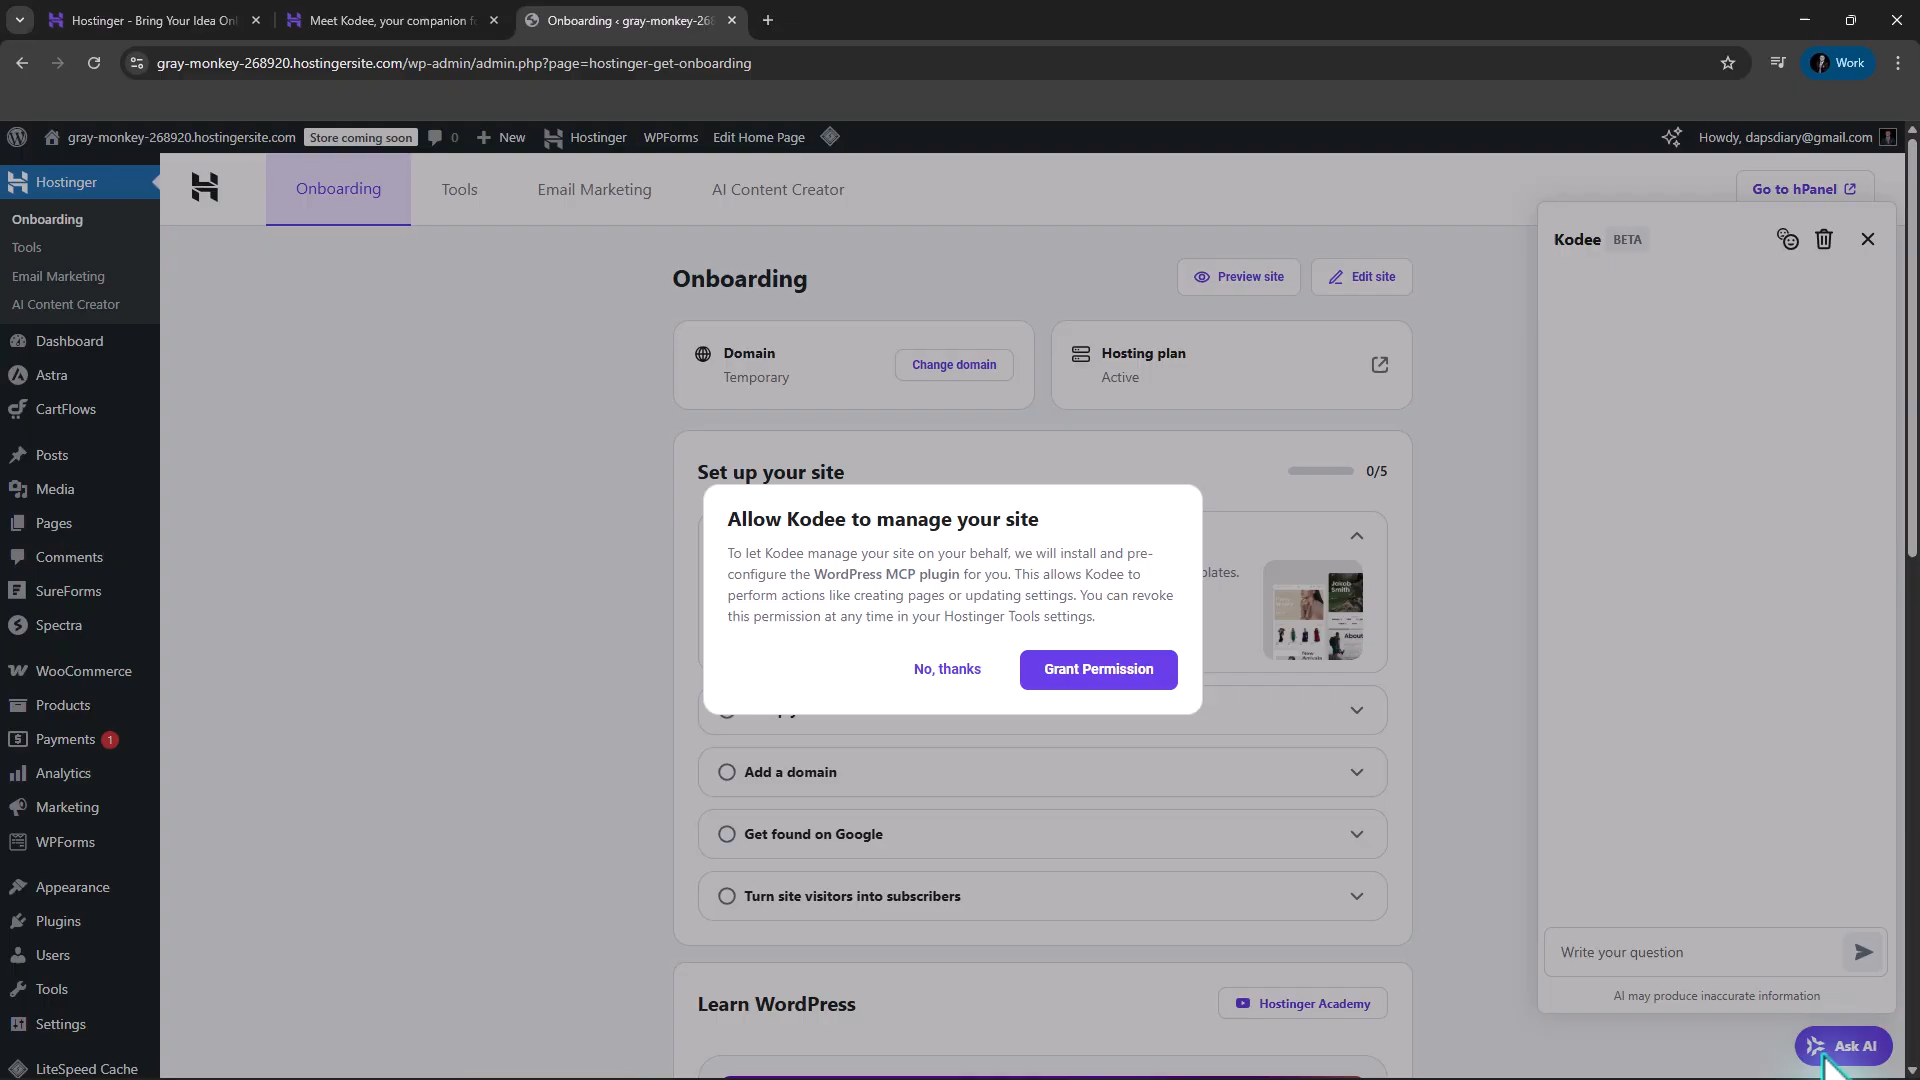 Hostinger - Bring Your Idea Onl
Meet Kodee, your companion f
Onboarding ‹ gray-monkey-268
gray-monkey-268920.hostingersite.com/wp-admin/admin.php?page=hostinger-get-onboarding
Work
gray-monkey-268920.hostingersite.com
Store coming soon
0
New
Hostinger
WPForms
Edit Home Page
Howdy, dapsdiary@gmail.com
Hostinger
Onboarding
Tools
Email Marketing
AI Content Creator
Dashboard
Astra
CartFlows
Posts
Media
Pages
Comments
SureForms
Spectra
WooCommerce
Products
Payments 1
Analytics
Marketing
WPForms
Appearance
Plugins
Users
Tools
Settings
LiteSpeed Cache
Onboarding
Tools
Email Marketing
AI Content Creator
Go to hPanel
Onboarding
Preview site
Edit site
Domain
Temporary
Change domain
Hosting plan
Active
Set up your site
0/5
Allow Kodee to manage your site
To let Kodee manage your site on your behalf, we will install and pre-
configure the WordPress MCP plugin for you. This allows Kodee to
perform actions like creating pages or updating settings. You can revoke
this permission at any time in your Hostinger Tools settings.
No, thanks
Grant Permission
plates.
Jakob
Smith
About
Add a domain
Get found on Google
Turn site visitors into subscribers
Learn WordPress
Hostinger Academy
Kodee BETA
Write your question
AI may produce inaccurate information
Ask AI